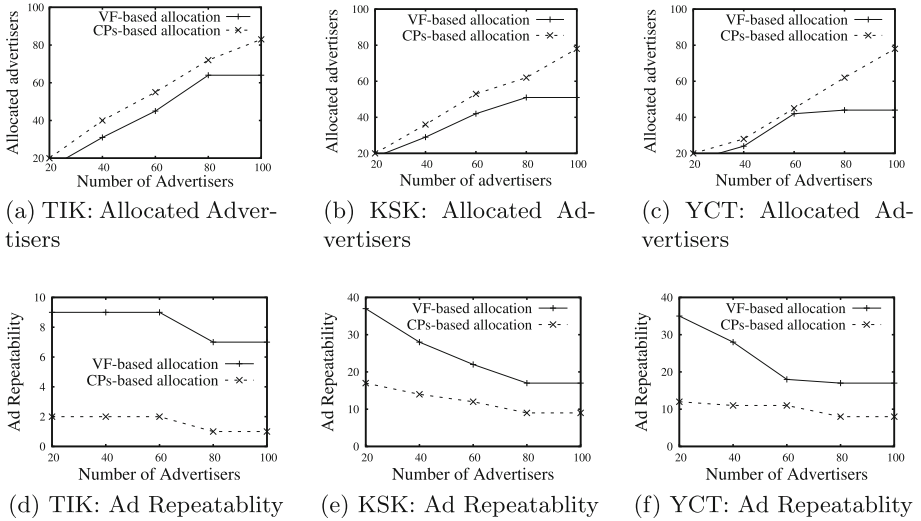 100
80
60
40
20
Allocated advertisers
VF-based allocation
CPs-based allocation
20 40 60 80 100
Number of Advertisers
(a) TIK: Allocated Adver-
tisers
100
80
60
40
20
Allocated advertisers
VF-based allocation
CPs-based allocation
20 40 60 80 100
Number of advertisers
(b) KSK: Allocated Ad-
vertisers
100
80
60
40
20
Allocated advertisers
VF-based allocation
CPs-based allocation
20 40 60 80 100
Number of Advertisers
(c) YCT: Allocated Ad-
vertisers
10
8
6
4
2
0
Ad Repeatability
VF-based allocation
CPs-based allocation
20 40 60 80 100
Number of Advertisers
(d) TIK: Ad Repeatablity
40
30
20
10
0
Ad Repeatability
VF-based allocation
CPs-based allocation
20 40 60 80 100
Number of Advertisers
(e) KSK: Ad Repeatablity
40
30
20
10
0
Ad Repeatability
VF-based allocation
CPs-based allocation
20 40 60 80 100
Number of Advertisers
(f) YCT: Ad Repeatablity